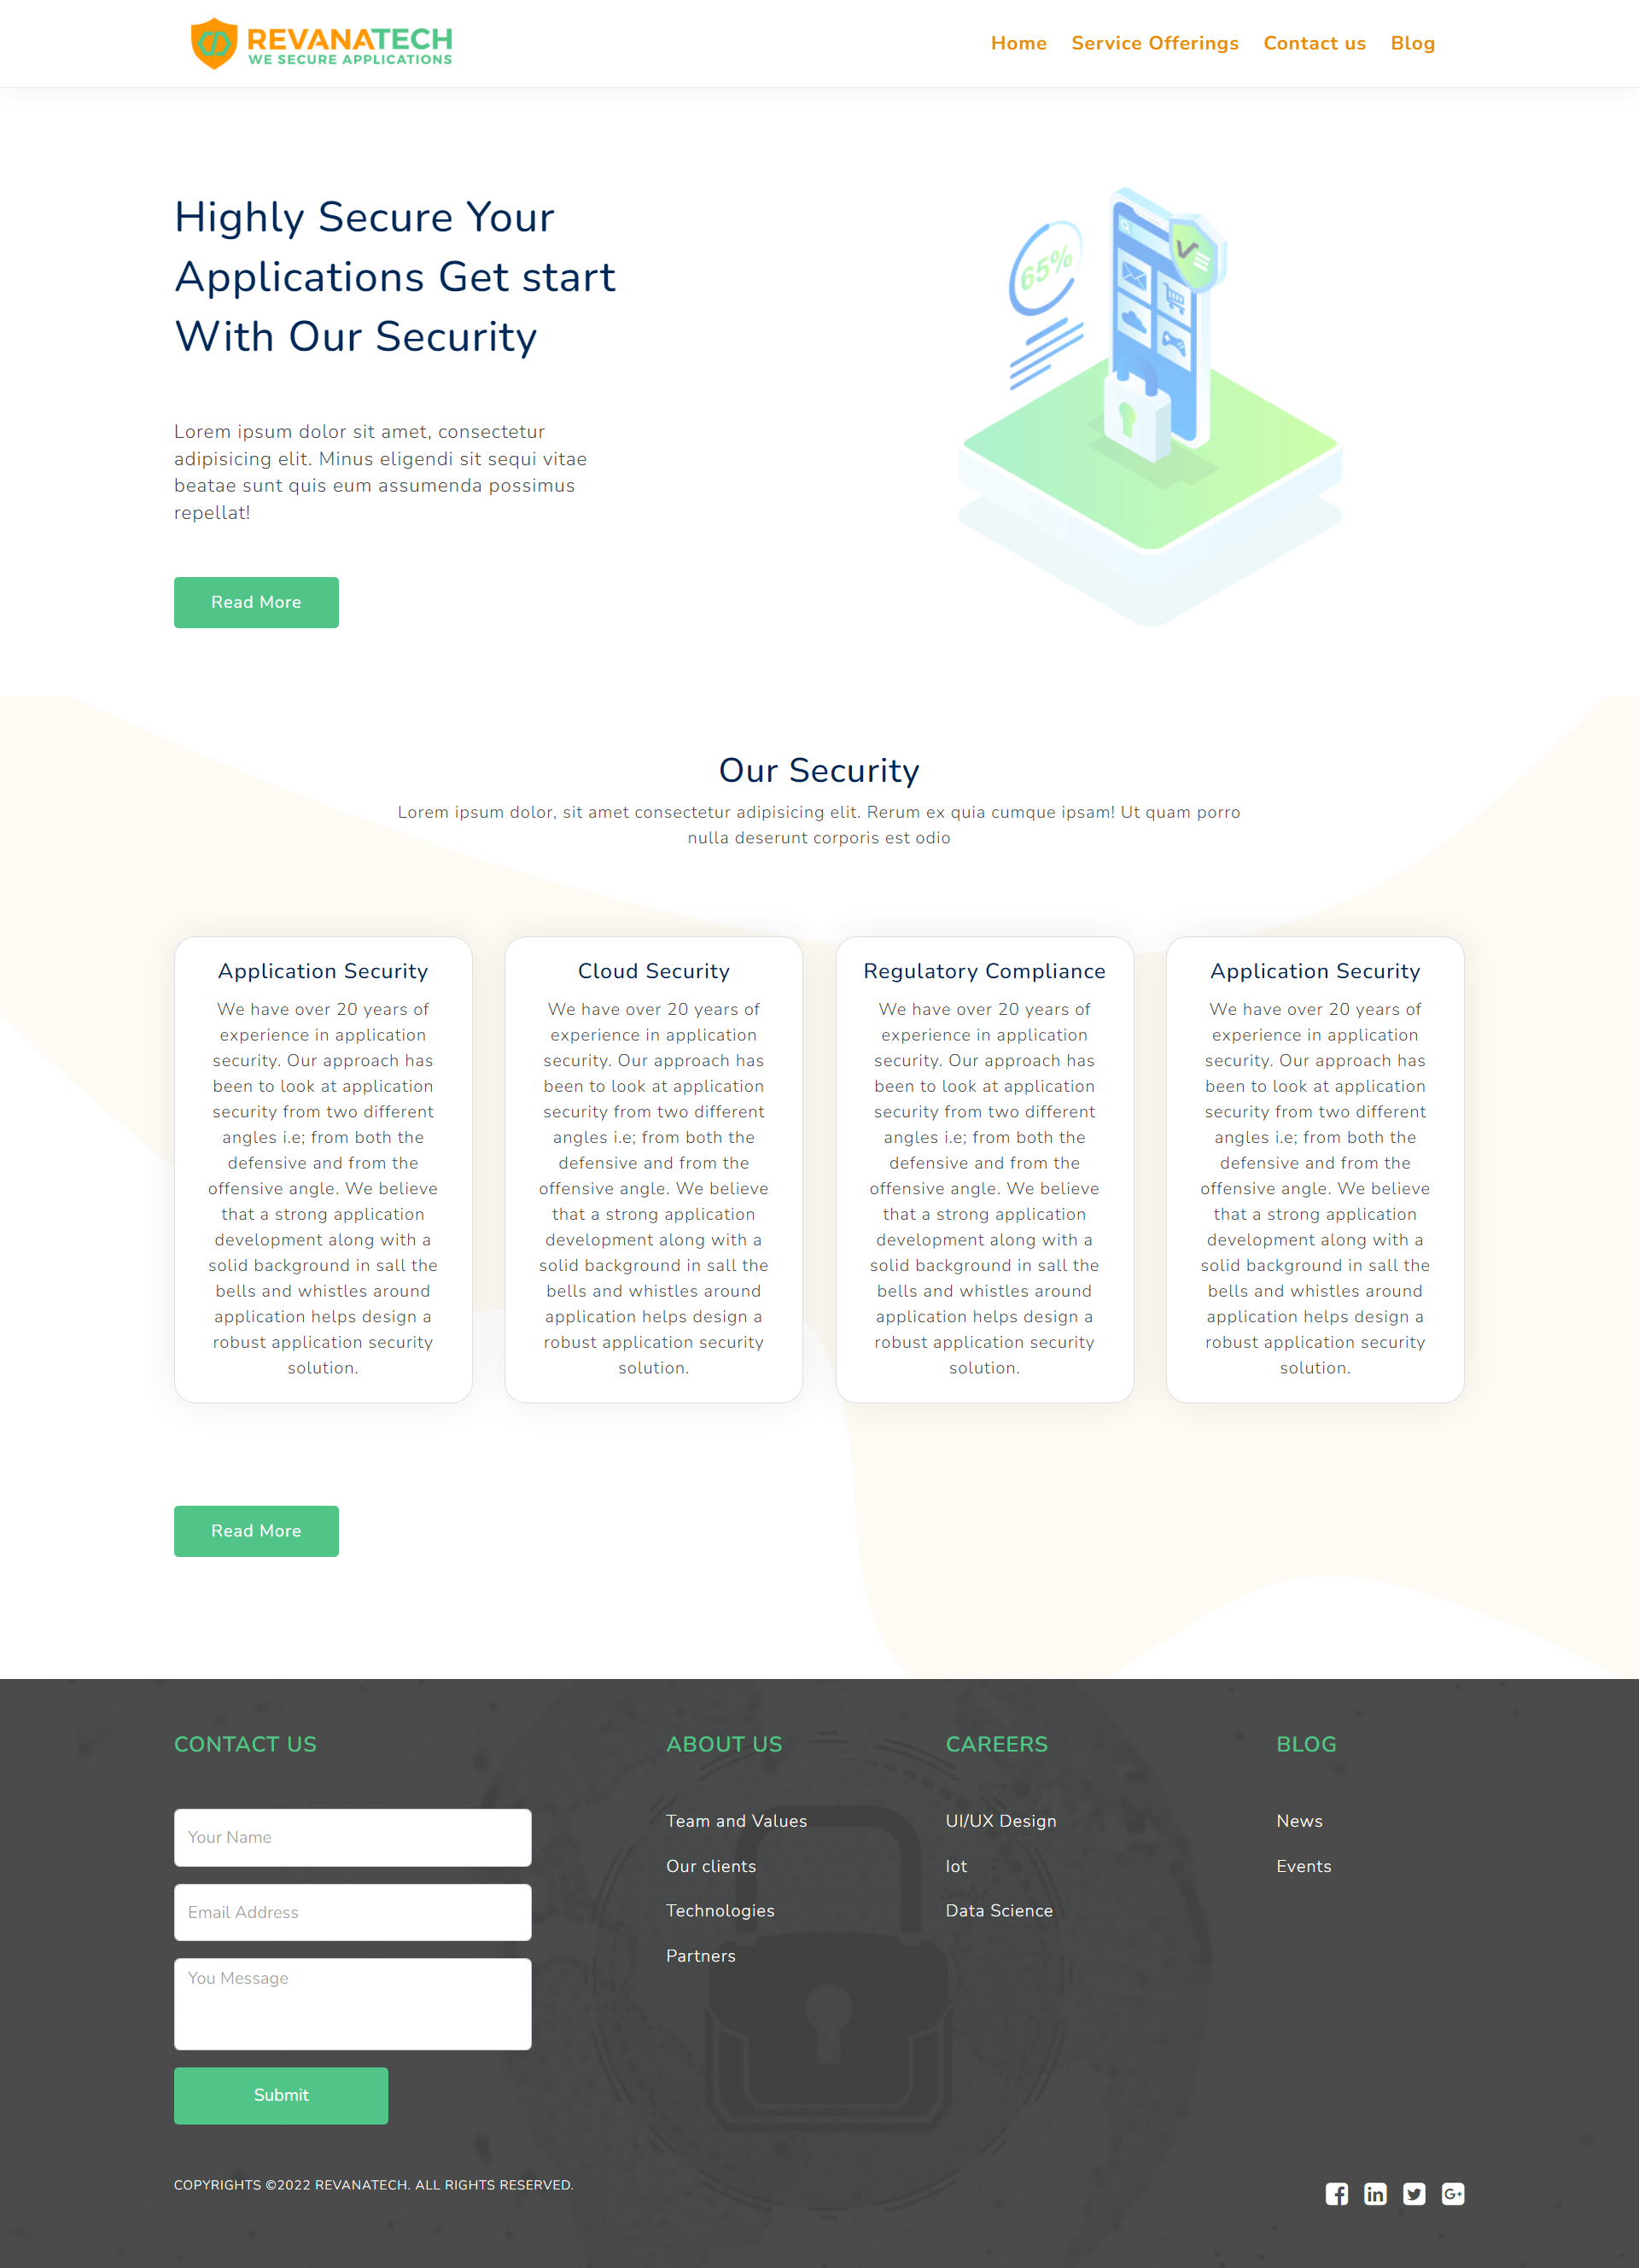 REVANATECH
WE SECURE APPLICATIONS
Home Service Offerings Contact us Blog
Highly Secure Your
Applications Get start
With Our Security
65%
Lorem ipsum dolor sit amet, consectetur
adipisicing elit. Minus eligendi sit sequi vitae
beatae sunt quis eum assumenda possimus
repellat!
Read More
Our Security
Lorem ipsum dolor, sit amet consectetur adipisicing elit. Rerum ex quia cumque ipsam! Ut quam porro
nulla deserunt corporis est odio
Application Security
We have over 20 years of
experience in application
security. Our approach has
been to look at application
security from two different
angles i.e; from both the
defensive and from the
offensive angle. We believe
that a strong application
development along with a
solid background in sall the
bells and whistles around
application helps design a
robust application security
solution.
Cloud Security
We have over 20 years of
experience in application
security. Our approach has
been to look at application
security from two different
angles i.e; from both the
defensive and from the
offensive angle. We believe
that a strong application
development along with a
solid background in sall the
bells and whistles around
application helps design a
robust application security
solution.
Regulatory Compliance
We have over 20 years of
experience in application
security. Our approach has
been to look at application
security from two different
angles i.e; from both the
defensive and from the
offensive angle. We believe
that a strong application
development along with a
solid background in sall the
bells and whistles around
application helps design a
robust application security
solution.
Application Security
We have over 20 years of
experience in application
security. Our approach has
been to look at application
security from two different
angles i.e; from both the
defensive and from the
offensive angle. We believe
that a strong application
development along with a
solid background in sall the
bells and whistles around
application helps design a
robust application security
solution.
Read More
CONTACT US
Your Name
Email Address
You Message
Submit
ABOUT US
Team and Values
Our clients
Technologies
Partners
CAREERS
UI/UX Design
Iot
Data Science
BLOG
News
Events
COPYRIGHTS ©2022 REVANATECH. ALL RIGHTS RESERVED.